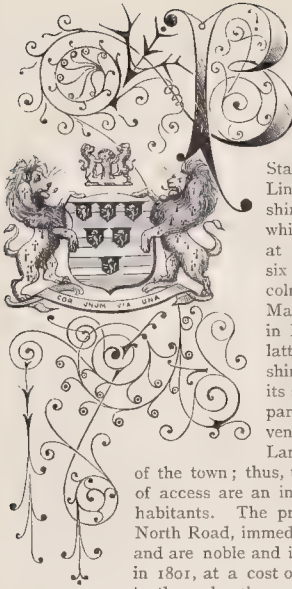 B
Sta
Lin
shir
whi
at
six
coln
Ma
in
latt
shir
its
par
ven
Lan
COR UNUM VIA UNA
of the town ; thus,
of access are an in
habitants. The pr
North Road, immed
and are noble and i
in 1801, at a cost o